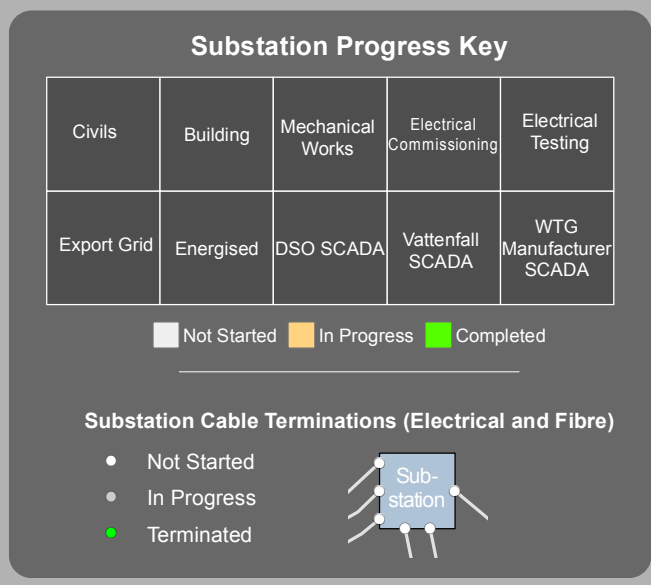 Substation Progress Key
Civils
Building
Mechanical
Works
Electrical
Commissioning
Electrical
Testing
Export Grid
Energised
DSO SCADA
Vattenfall
SCADA
WTG
Manufacturer
SCADA
Not Started
In Progress
Completed
Substation Cable Terminations (Electrical and Fibre)
Not Started
In Progress
Terminated
Sub-
station